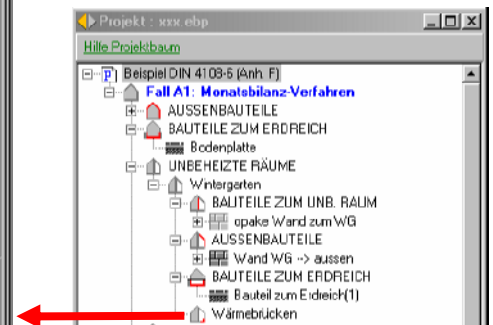 Projekt : xxx ebp
Hilfe Projektbaum
Beispiel DIN 4108-6 (Anh. F)
Fall A1: Monatsbilanz-Verfahren
AUSSENBAUTEILE
BAUTEILE ZUM ERDREICH
Bodenplatte
UNBEHEIZTE RÄUME
Wintergarten
BAUTEILE ZUM UNB. RAUM
opake Wand zum WG
AUSSENBAUTEILE
Wand WG --> aussen
BAUTEILE ZUM ERDREICH
Bauteil zum Erdreich(1)
Wärmebrücken